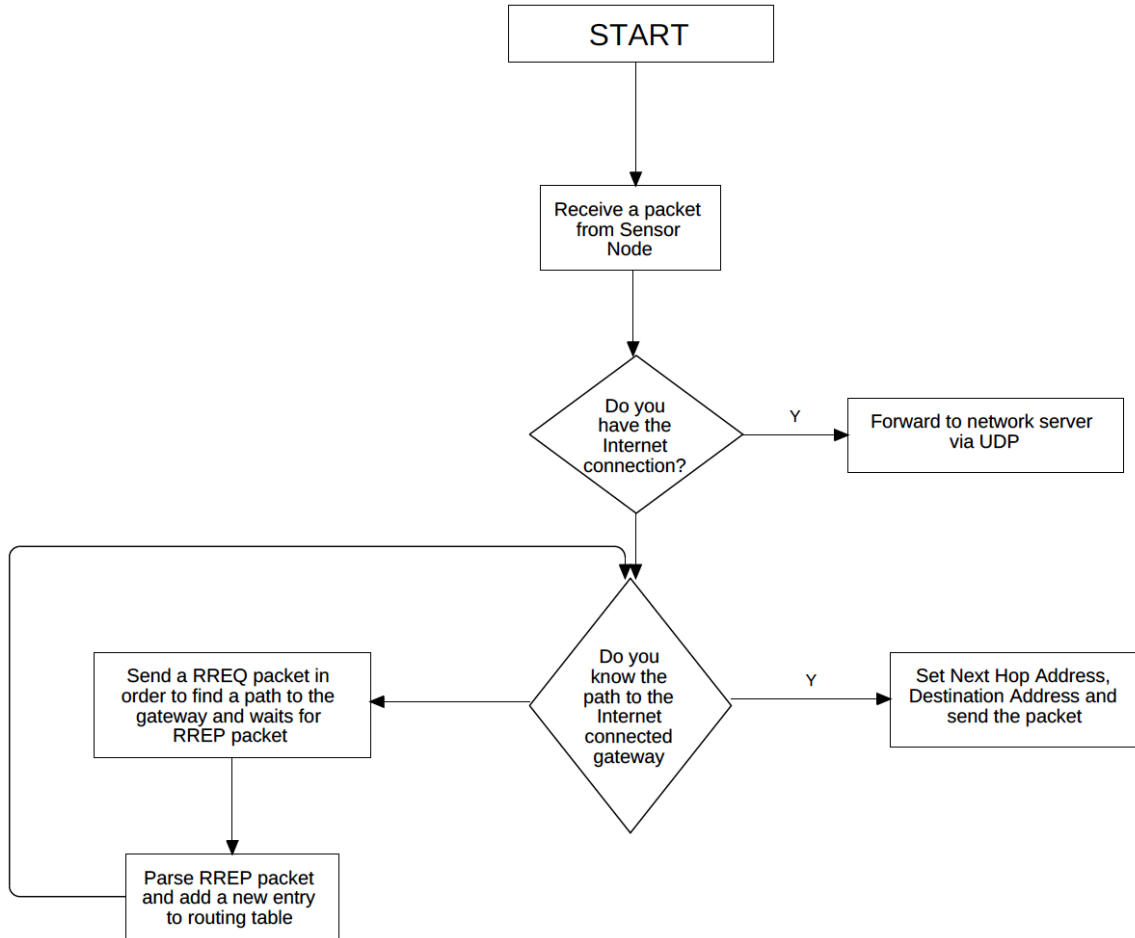 START
Receive a packet
from Sensor
Node
Do you
have the
Internet
connection?
Y
Forward to network server
via UDP
Do you
know the
path to the
Internet
connected
gateway
Y
Set Next Hop Address,
Destination Address and
send the packet
Send a RREQ packet in
order to find a path to the
gateway and waits for
RREP packet
Parse RREP packet
and add a new entry
to routing table